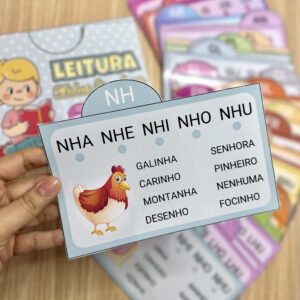 LEITURA
NH
NHA NHE NHI NHO NHU
GALINHA
CARINHO
MONTANHA
DESENHO
SENHORA
PINHEIRO
NENHUMA
FOCINHO